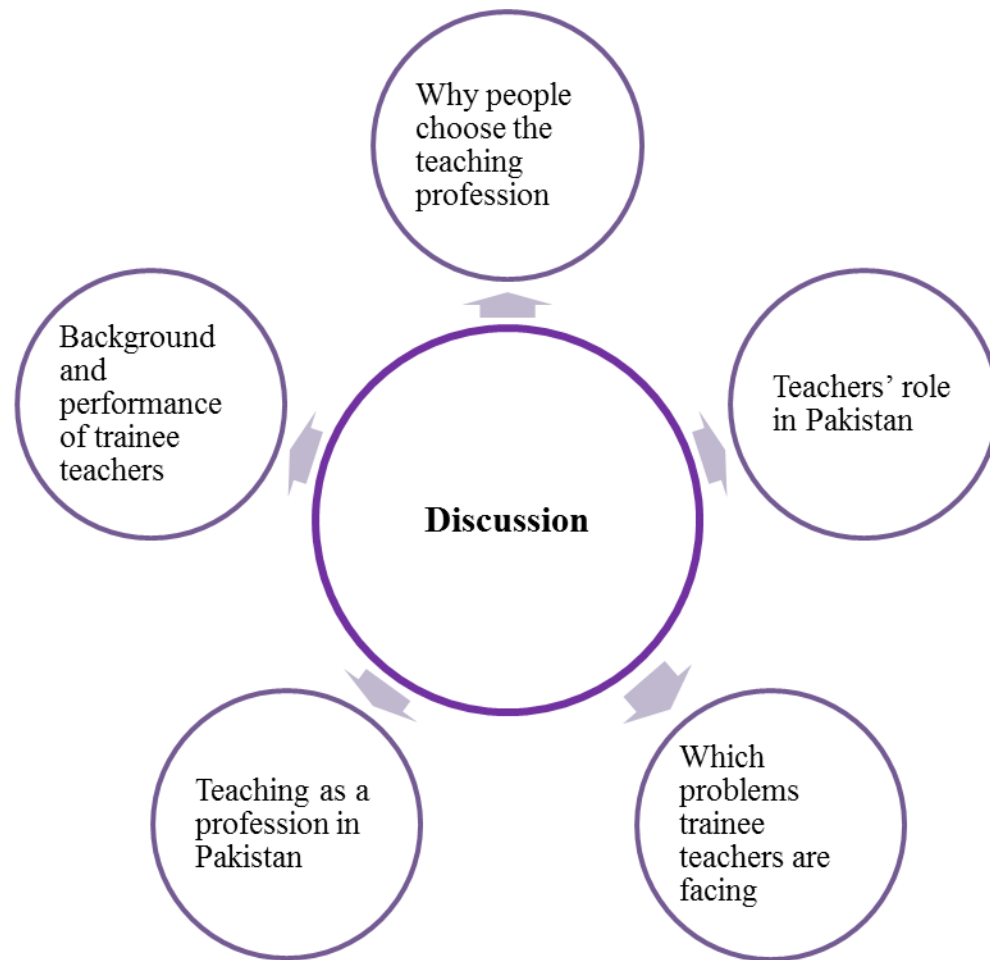 Why people
choose the
teaching
profession
Teachers’ role
in Pakistan
Which
problems
trainee
teachers are
facing
Teaching as a
profession in
Pakistan
Background
and
performance
of trainee
teachers
Discussion